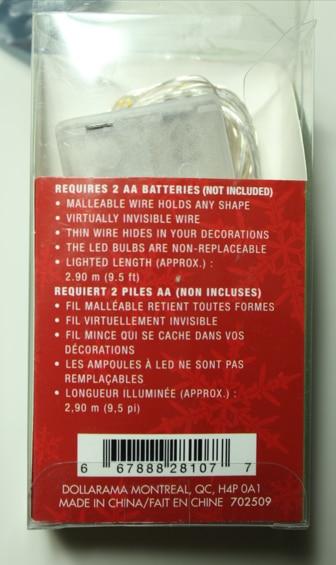 REQUIRES 2 AA BATTERIES (NOT INCLUDED)
• MALLEABLE WIRE HOLDS ANY SHAPE
• VIRTUALLY INVISIBLE WIRE
• THIN WIRE HIDES IN YOUR DECORATIONS
• THE LED BULBS ARE NON-REPLACEABLE
• LIGHTED LENGTH (APPROX.) :
2.90 m (9.5 ft)
REQUIERT 2 PILES AA (NON INCLUSES)
• FIL MALLÉABLE RETIENT TOUTES FORMES
• FIL VIRTUELLEMENT INVISIBLE
• FIL MINCE QUI SE CACHE DANS VOS
DÉCORATIONS
• LES AMPOULES À LED NE SONT PAS
REMPLAÇABLES
• LONGUEUR ILLUMINÉE (APPROX.) :
2,90 m (9,5 pi)
6 67888 28107 7
DOLLARAMA MONTREAL, QC, H4P 0A1
MADE IN CHINA/FAIT EN CHINE 702509